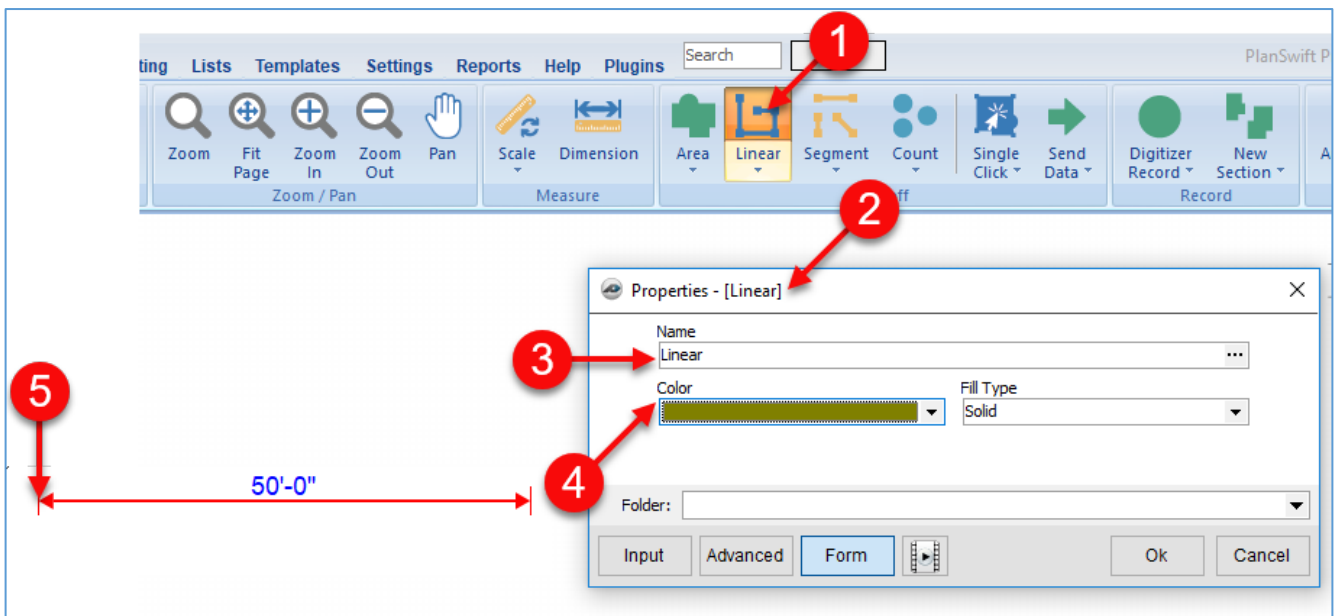 1
Search
PlanSwift P
ting Lists Templates Settings Reports Help Plugins
Zoom Fit Page Zoom In Zoom Out Pan Scale Dimension Area Linear Segment Count Single Click Send Data Digitizer Record New Section A
Zoom / Pan Measure ff Record
2
Properties - [Linear]
Name
3
Linear ...
5
Color Fill Type
Solid
4
50'-0"
Folder:
Input Advanced Form Ok Cancel